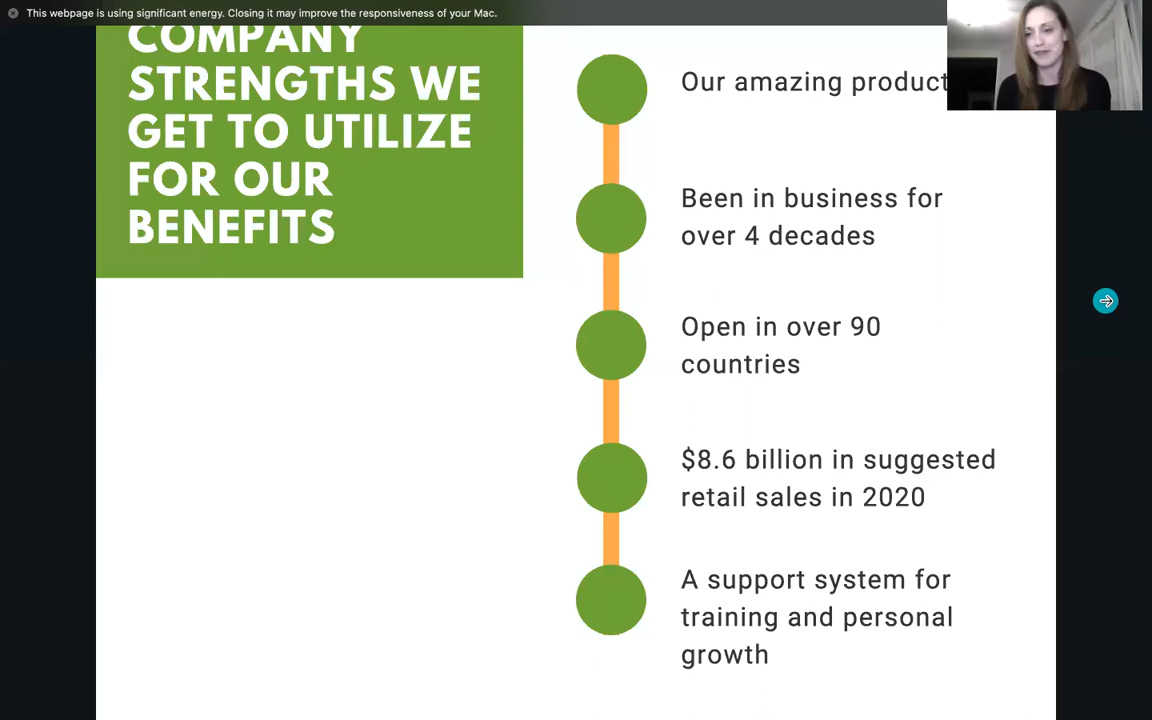 This webpage is using significant energy. Closing it may improve the responsiveness of your Mac.
COMPANY
STRENGTHS WE
GET TO UTILIZE
FOR OUR
BENEFITS
Our amazing product
Been in business for
over 4 decades
Open in over 90
countries
$8.6 billion in suggested
retail sales in 2020
A support system for
training and personal
growth